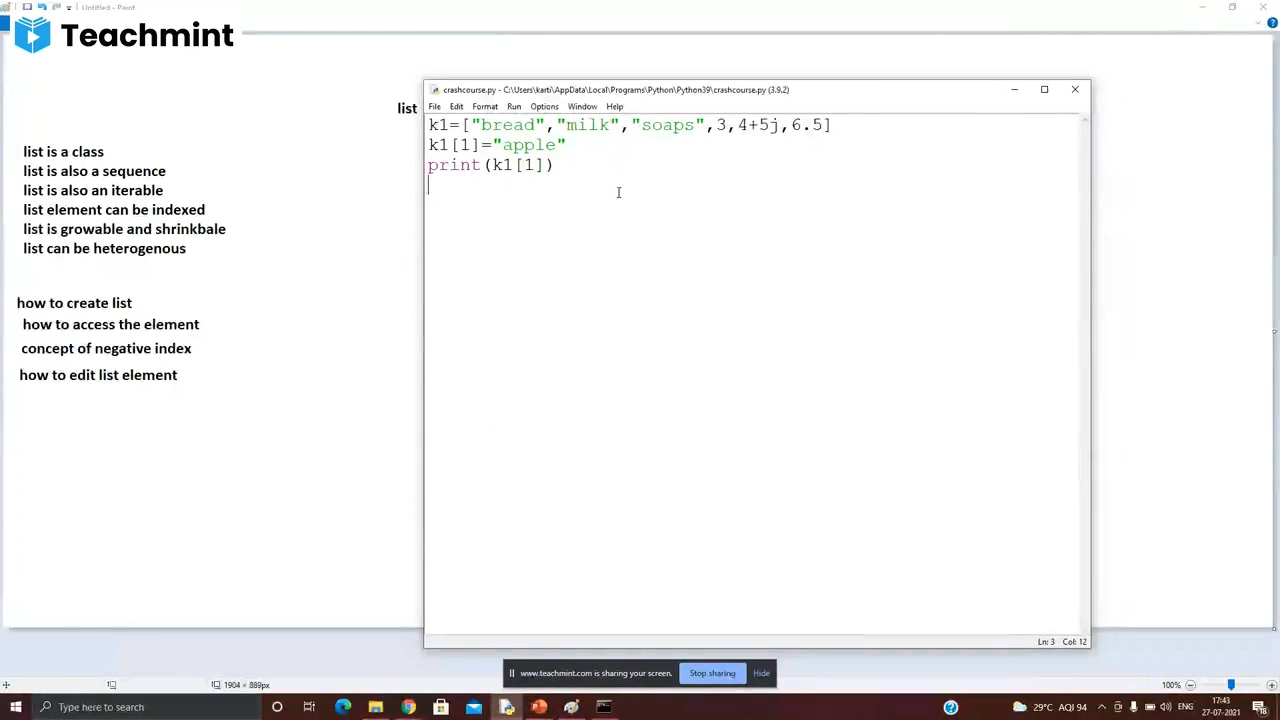 Untitled - Paint
Teachmint
list
list is a class
list is also a sequence
list is also an iterable
list element can be indexed
list is growable and shrinkbale
list can be heterogenous
how to create list
how to access the element
concept of negative index
how to edit list element
crashcourse.py - C:\Users\karti\AppData\Local\Programs\Python\Python39\crashcourse.py (3.9.2)
File Edit Format Run Options Window Help
k1=["bread","milk","soaps",3,4+5j,6.5]
k1[1]="apple"
print(k1[1])
Ln: 3 Col: 12
www.teachmint.com is sharing your screen. Stop sharing Hide
1904 × 889px
100%
Type here to search
29°C AQI 94
ENG
17:43
27-07-2021
18